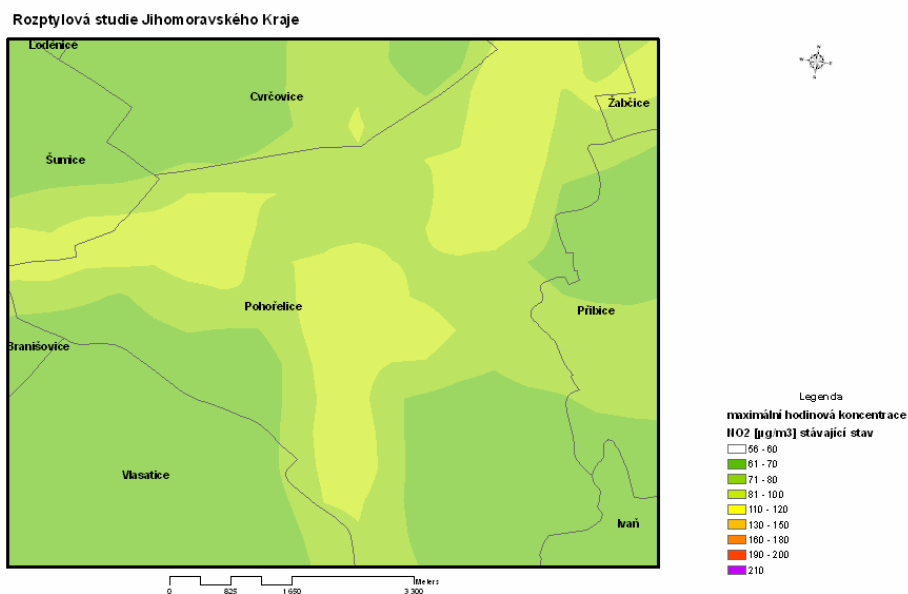 Rozptylová studie Jihomoravského Kraje
Loděnice
Cvrčovice
Žabčice
Šumice
Pohořelice
Přibice
Branišovice
Vlasatice
Ivaň
N
W
E
S
Legenda
maximální hodinová koncentrace
NO2 [µg/m3] stávající stav
56 - 60
61 - 70
71 - 80
81 - 100
110 - 120
130 - 150
160 - 180
190 - 200
210
Meters
0 825 1 650 3 300